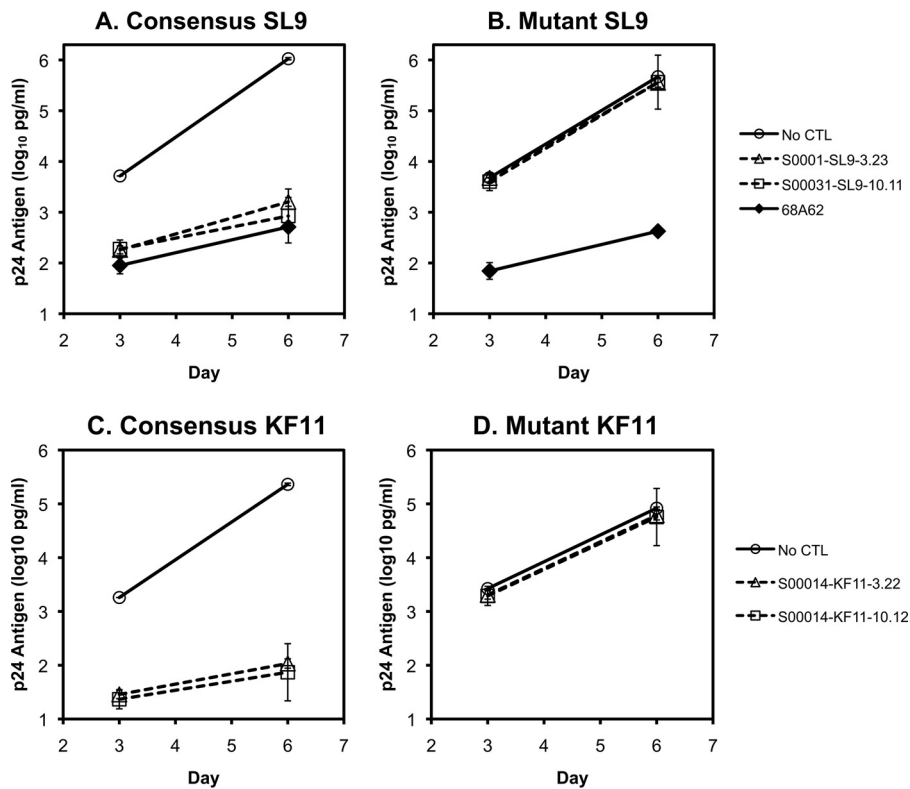 A. Consensus SL9
p24 Antigen (log₁₀ pg/ml)
6
5
4
3
2
1
2 3 4 5 6 7
Day
B. Mutant SL9
p24 Antigen (log₁₀ pg/ml)
6
5
4
3
2
1
2 3 4 5 6 7
Day
No CTL
S0001-SL9-3.23
S00031-SL9-10.11
68A62
C. Consensus KF11
p24 Antigen (log10 pg/ml)
6
5
4
3
2
1
2 3 4 5 6 7
Day
D. Mutant KF11
p24 Antigen (log10 pg/ml)
6
5
4
3
2
1
2 3 4 5 6 7
Day
No CTL
S00014-KF11-3.22
S00014-KF11-10.12